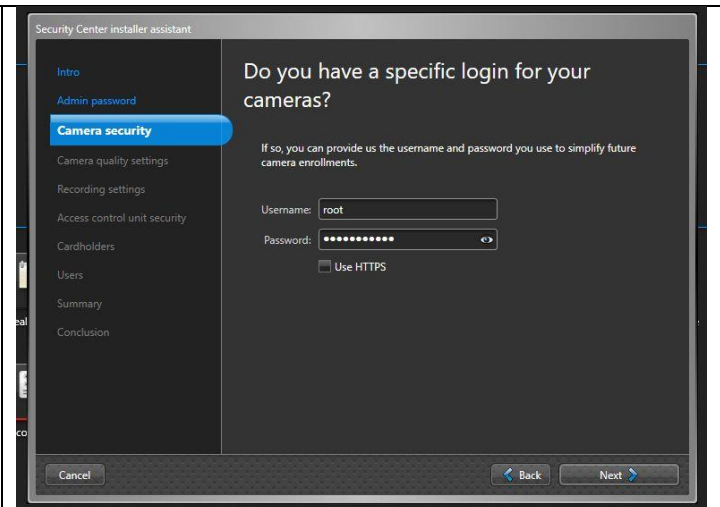 Security Center installer assistant
Intro
Admin password
Camera security
Camera quality settings
Recording settings
Access control unit security
Cardholders
Users
Summary
Conclusion
Do you have a specific login for your
cameras?
If so, you can provide us the username and password you use to simplify future
camera enrollments.
Username: root
Password: •••••••••••
Use HTTPS
Cancel
Back
Next